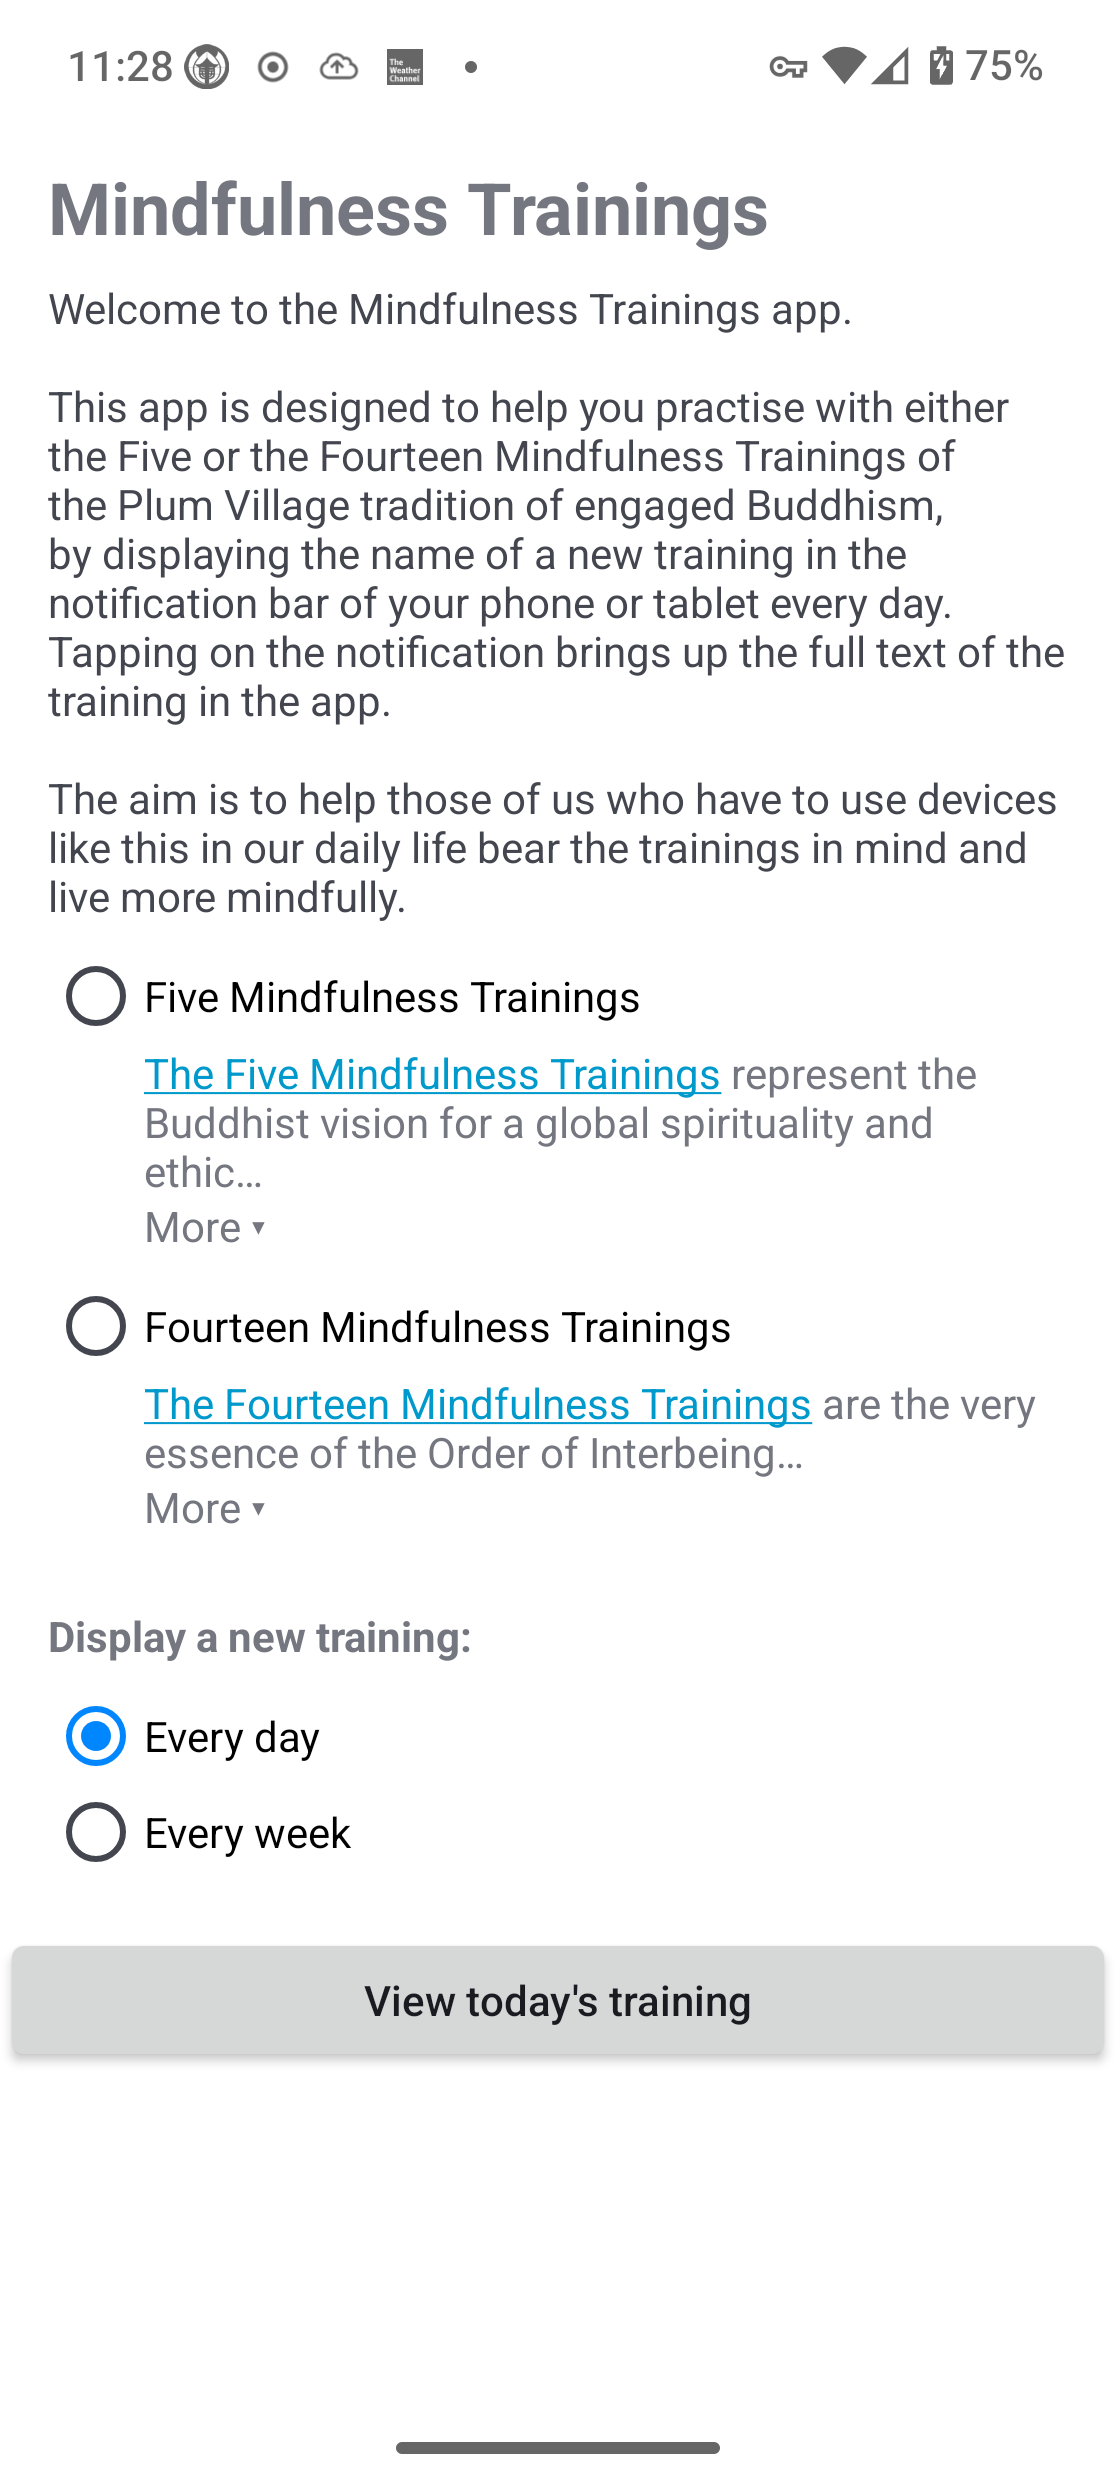 11:28
The Weather Channel
75%
Mindfulness Trainings
Welcome to the Mindfulness Trainings app.
This app is designed to help you practise with either
the Five or the Fourteen Mindfulness Trainings of
the Plum Village tradition of engaged Buddhism,
by displaying the name of a new training in the
notification bar of your phone or tablet every day.
Tapping on the notification brings up the full text of the
training in the app.
The aim is to help those of us who have to use devices
like this in our daily life bear the trainings in mind and
live more mindfully.
Five Mindfulness Trainings
The Five Mindfulness Trainings represent the
Buddhist vision for a global spirituality and
ethic...
More ▾
Fourteen Mindfulness Trainings
The Fourteen Mindfulness Trainings are the very
essence of the Order of Interbeing...
More ▾
Display a new training:
Every day
Every week
View today's training